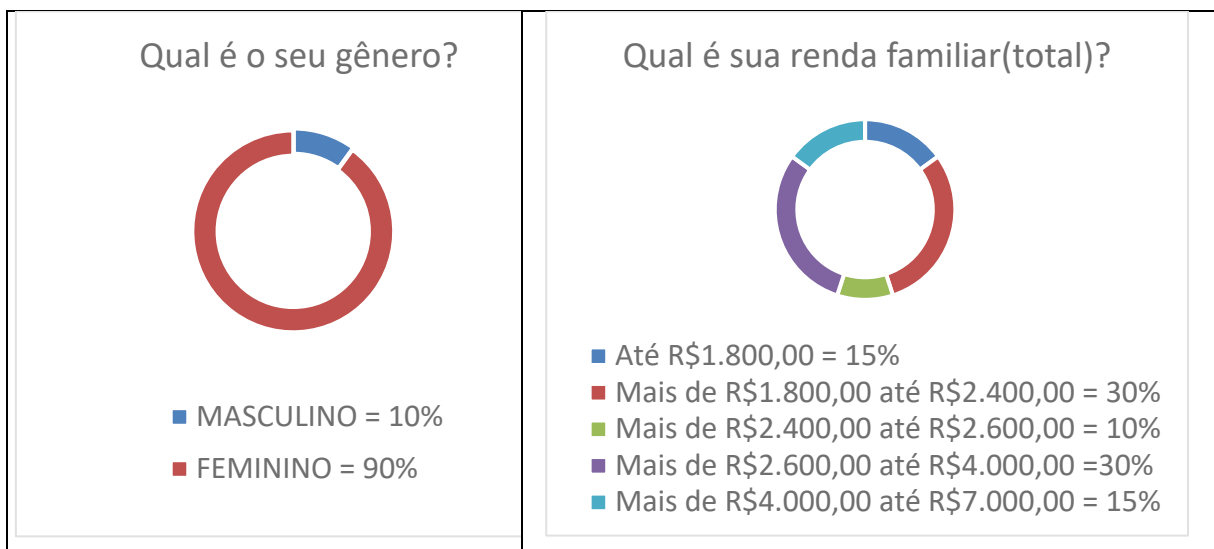 Qual é o seu gênero?
MASCULINO = 10%
FEMININO = 90%
Qual é sua renda familiar(total)?
Até R$1.800,00 = 15%
Mais de R$1.800,00 até R$2.400,00 = 30%
Mais de R$2.400,00 até R$2.600,00 = 10%
Mais de R$2.600,00 até R$4.000,00 =30%
Mais de R$4.000,00 até R$7.000,00 = 15%